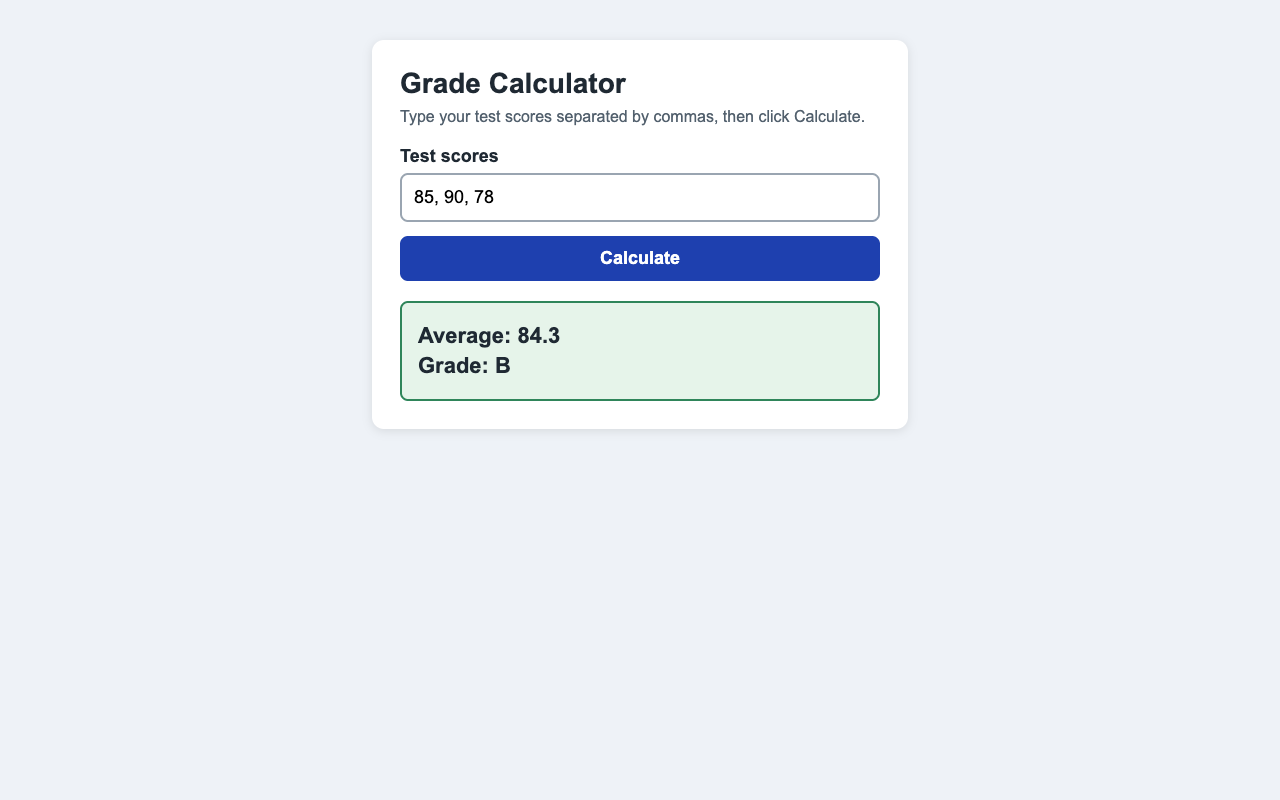 Grade Calculator
Type your test scores separated by commas, then click Calculate.
Test scores
85, 90, 78
Calculate
Average: 84.3
Grade: B